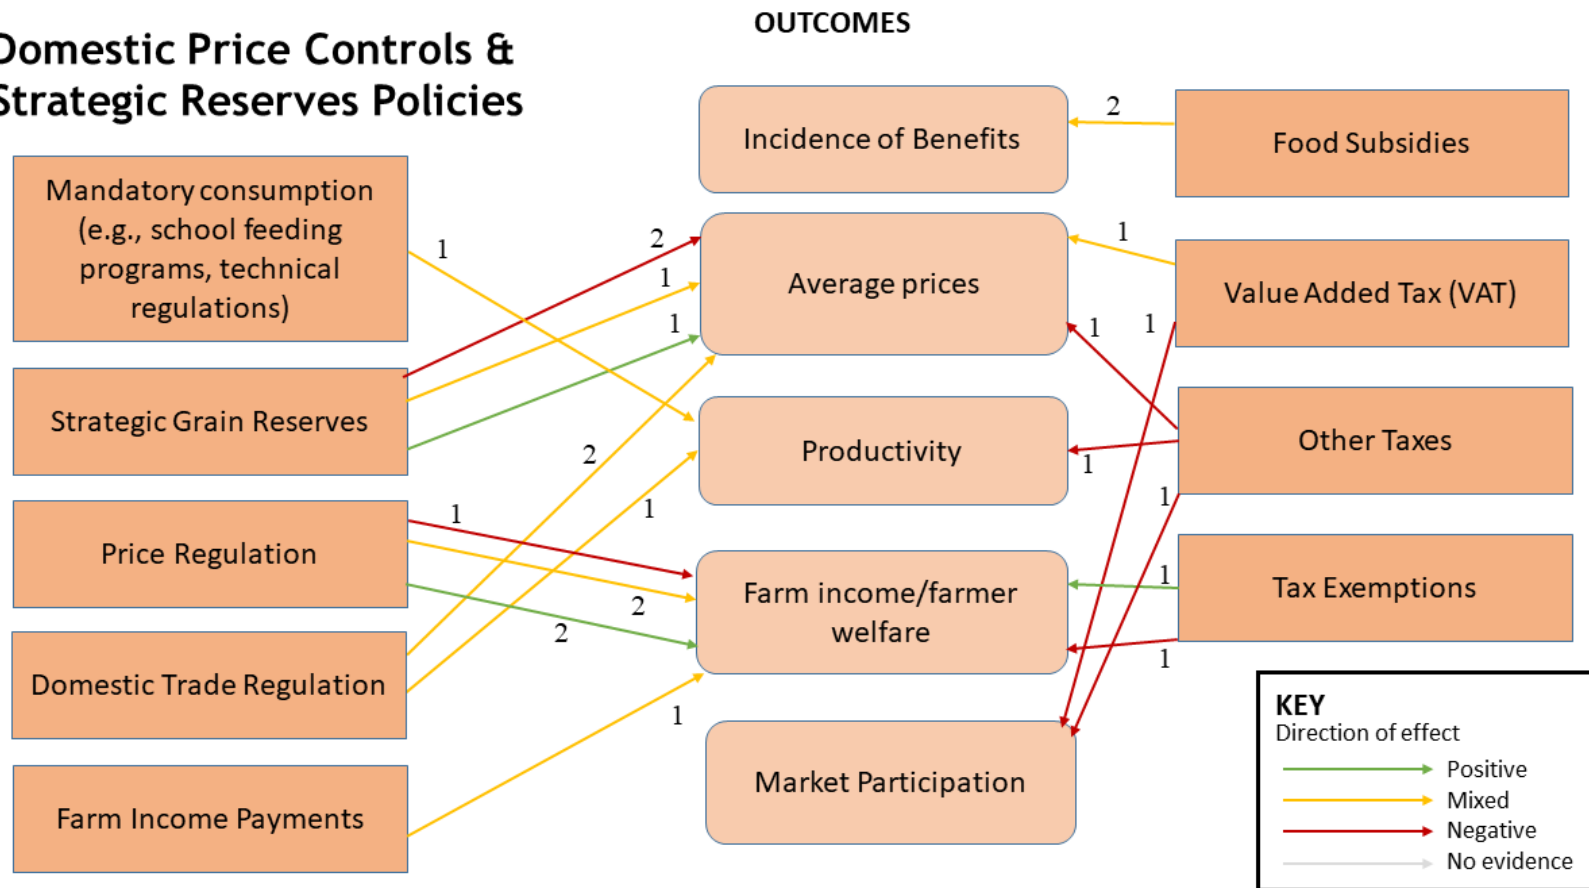 Domestic Price Controls &
Strategic Reserves Policies
OUTCOMES
Mandatory consumption
(e.g., school feeding
programs, technical
regulations)
Strategic Grain Reserves
Price Regulation
Domestic Trade Regulation
Farm Income Payments
1
2
1
1
2
1
1
2
2
1
Incidence of Benefits
Average prices
Productivity
Farm income/farmer
welfare
Market Participation
2
1
1
1
1
1
1
1
Food Subsidies
Value Added Tax (VAT)
Other Taxes
Tax Exemptions
KEY
Direction of effect
Positive
Mixed
Negative
No evidence